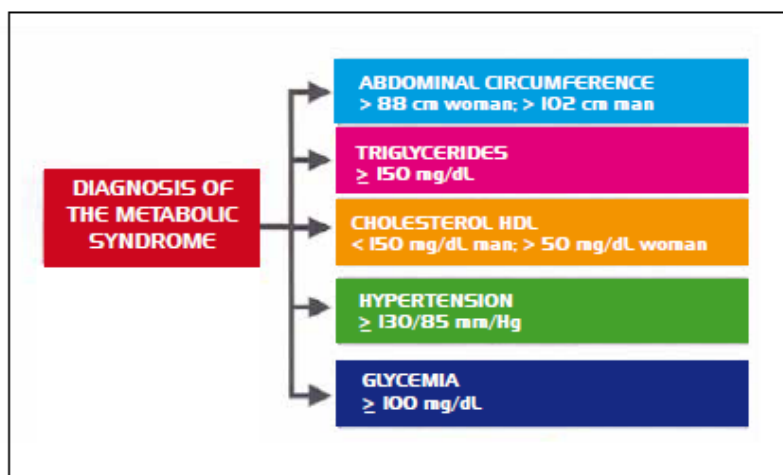 DIAGNOSIS OF
THE METABOLIC
SYNDROME
ABDOMINAL CIRCUMFERENCE
> 88 cm woman; > 102 cm man
TRIGLYCERIDES
≥ 150 mg/dL
CHOLESTEROL HDL
< 150 mg/dL man; > 50 mg/dL woman
HYPERTENSION
≥ 130/85 mm/Hg
GLYCEMIA
≥ 100 mg/dL